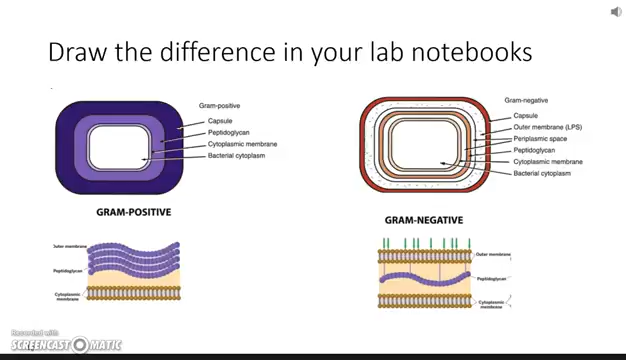 Draw the difference in your lab notebooks
Gram-positive
Capsule
Peptidoglycan
Cytoplasmic membrane
Bacterial cytoplasm
GRAM-POSITIVE
Outer membrane
Peptidoglycan
Cytoplasmic
membrane
Gram-negative
Capsule
Outer membrane (LPS)
Periplasmic space
Peptidoglycan
Cytoplasmic membrane
Bacterial cytoplasm
GRAM-NEGATIVE
Outer membrane
Peptidoglycan
Cytoplasmic
membrane
Recorded with
SCREENCAST-O-MATIC